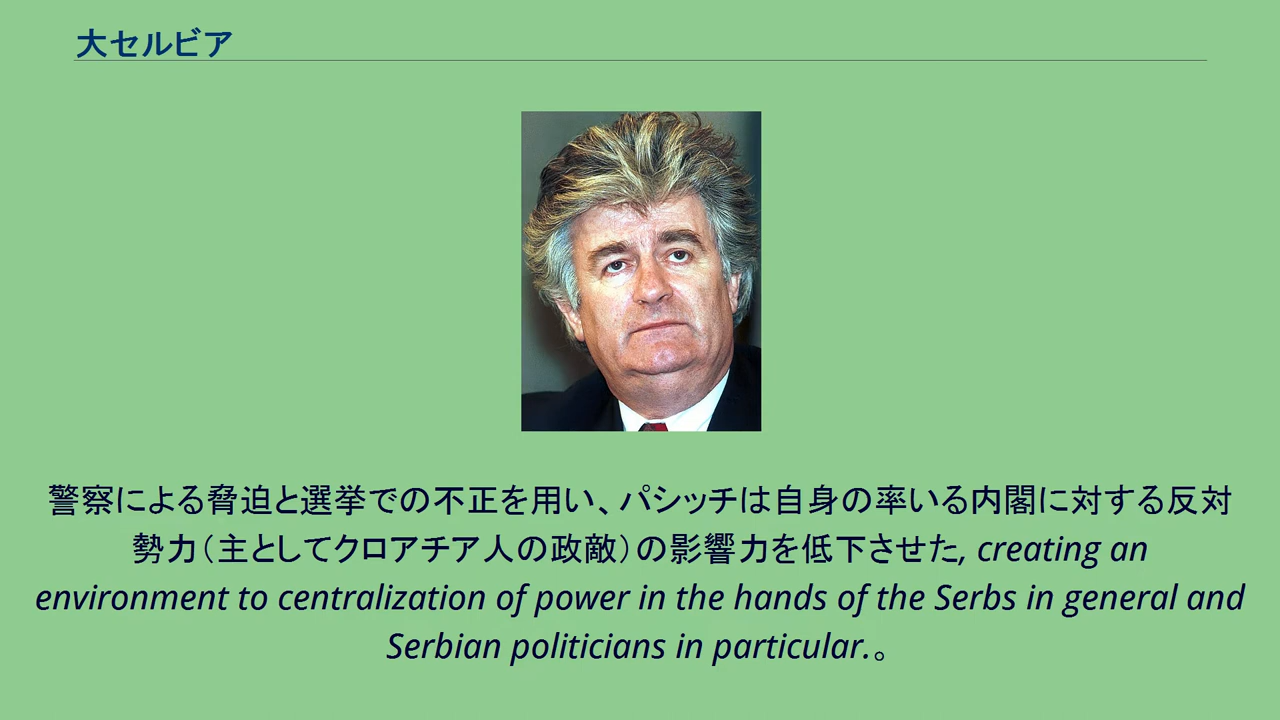 大セルビア
警察による脅迫と選挙での不正を用い、パシッチは自身の率いる内閣に対する反対
勢力（主としてクロアチア人の政敵）の影響力を低下させた, creating an
environment to centralization of power in the hands of the Serbs in general and
Serbian politicians in particular.。